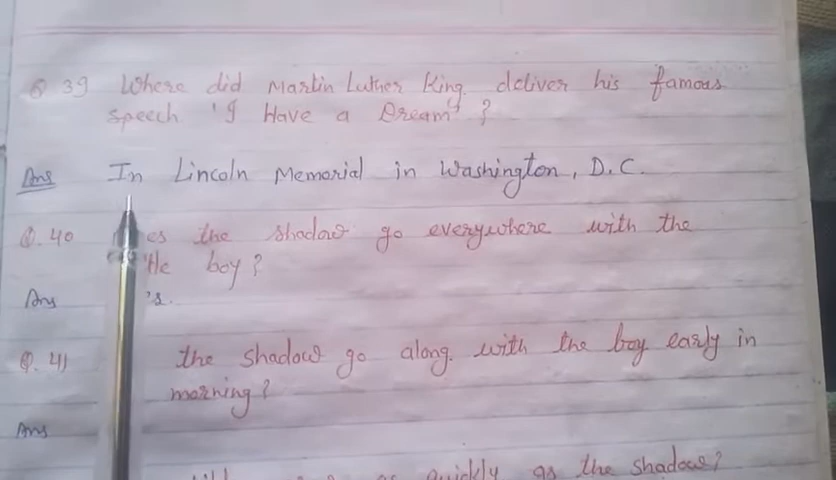 Q 39 Where did Martin Luther King deliver his famous
speech 'I Have a Dream'?
Ans In Lincoln Memorial in Washington, D.C.
Q.40 the shadow go everywhere with the
boy?
Ans
Q.41 the shadow go along with the boy early in
morning?
Ans
quickly as the shadow?